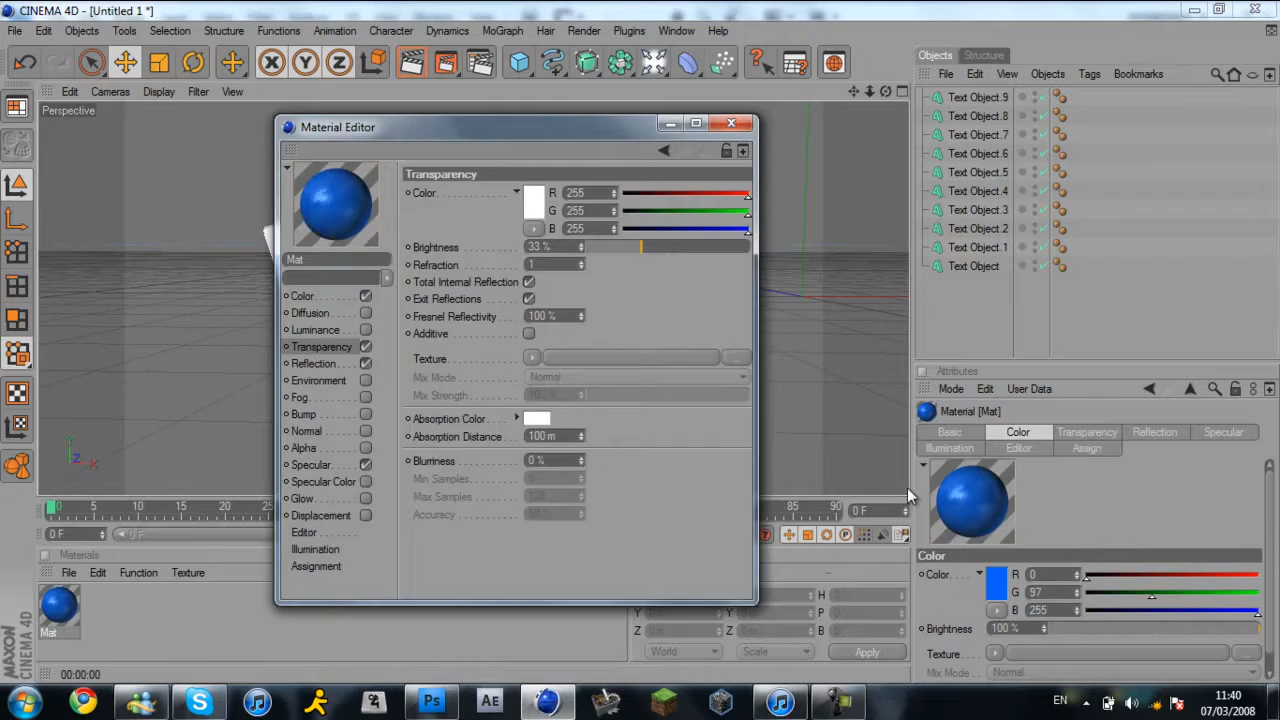 CINEMA 4D - [Untitled 1 *]
File Edit Objects Tools Selection Structure Functions Animation Character Dynamics MoGraph Hair Render Plugins Window Help
X Y Z
Objects Structure
Edit Cameras Display Filter View
File Edit View Objects Tags Bookmarks
Perspective
Text Object.9
Text Object.8
Text Object.7
Text Object.6
Text Object.5
Text Object.4
Text Object.3
Text Object.2
Text Object.1
Text Object
Material Editor
Mat
Color
Diffusion
Luminance
Transparency
Reflection
Environment
Fog
Bump
Normal
Alpha
Specular
Specular Color
Glow
Displacement
Editor
Illumination
Assignment
Transparency
Color R 255
G 255
B 255
Brightness 33 %
Refraction 1
Total Internal Reflection
Exit Reflections
Fresnel Reflectivity 100 %
Additive
Texture
Mix Mode Normal
Mix Strength 100 %
Absorption Color
Absorption Distance 100 m
Blurriness 0 %
Min Samples 5
Max Samples 128
Accuracy
Attributes
Mode Edit User Data
Material [Mat]
Basic Color Transparency Reflection Specular
Illumination Editor Assign
Color
Color R 0
G 97
B 255
Brightness 100 %
Texture
Mix Mode Normal
0 5 10 15 20 25 85 90 0 F
0 F 0 F
Materials
File Edit Function Texture
Mat
H
P
Z B
World Scale Apply
MAXON CINEMA 4D
00:00:00
Ps AE EN 11:40
07/03/2008